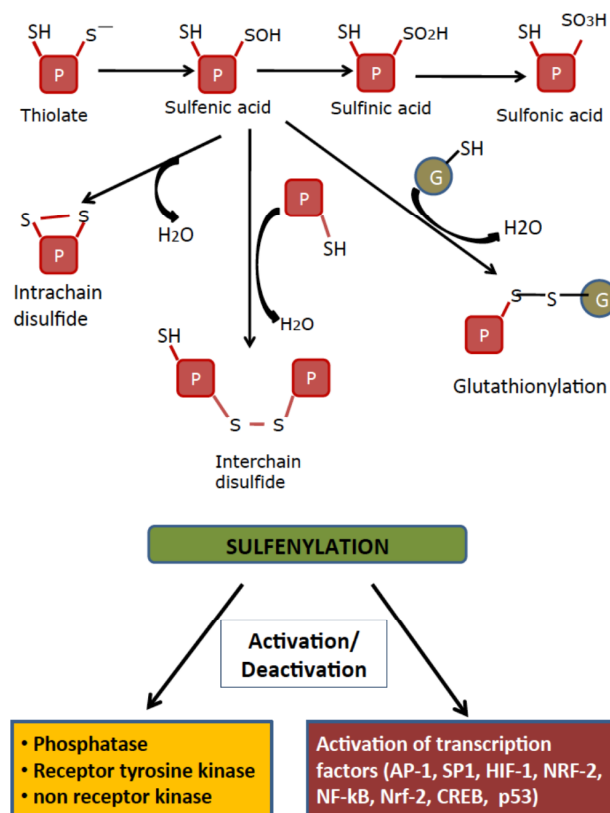 SH
S—
P
SH
SOH
P
SH
SO2H
P
SH
SO3H
P
Thiolate
Sulfenic acid
Sulfinic acid
Sulfonic acid
S
S
P
H2O
Intrachain
disulfide
P
SH
H2O
SH
P
P
S
S
Interchain
disulfide
SH
G
H2O
S
S
G
P
Glutathionylation
SULFENYLATION
Activation/
Deactivation
• Phosphatase
• Receptor tyrosine kinase
• non receptor kinase
Activation of transcription
factors (AP-1, SP1, HIF-1, NRF-2,
NF-kB, Nrf-2, CREB, p53)